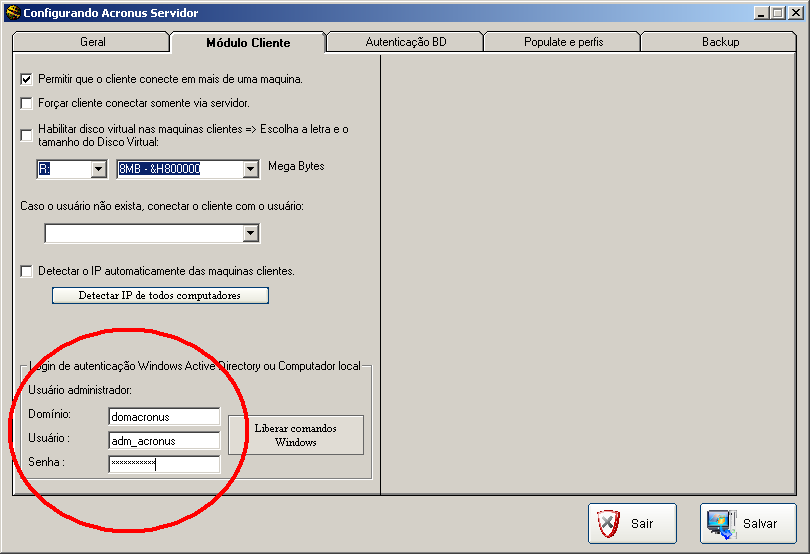 Configurando Acronus Servidor
Geral
Módulo Cliente
Autenticação BD
Populate e perfis
Backup
Permitir que o cliente conecte em mais de uma maquina.
Forçar cliente conectar somente via servidor.
Habilitar disco virtual nas maquinas clientes => Escolha a letra e o
tamanho do Disco Virtual:
R:
8MB - &H800000
Mega Bytes
Caso o usuário não exista, conectar o cliente com o usuário:
Detectar o IP automaticamente das maquinas clientes.
Detectar IP de todos computadores
Login de autenticação Windows Active Directory ou Computador local
Usuário administrador:
Domínio:
domacronus
Usuário :
adm_acronus
Liberar comandos
Windows
Senha :
xxxxxxxxxxx
Sair
Salvar